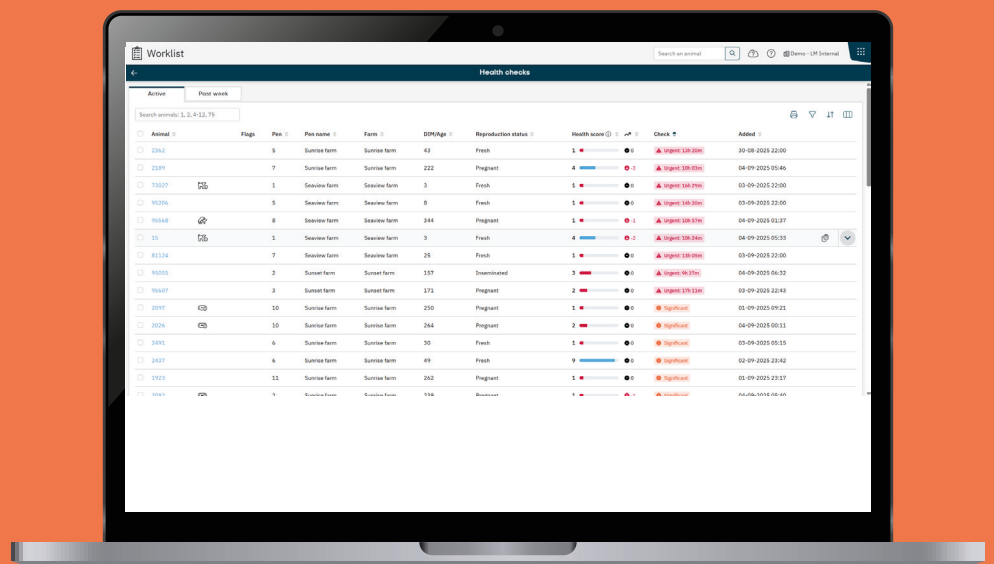 Worklist
Search an animal
Demo - LM Internal
Health checks
Active Past week
Search animals: 1, 2, 4-12, 75
Animal Flags Pen Pen name Farm DIM/Age Reproduction status Health score Check Added
2362 5 Sunrise farm Sunrise farm 43 Fresh 1 0 Urgent: 12h 20m 30-08-2025 22:00
2189 7 Sunrise farm Sunrise farm 222 Pregnant 4 -3 Urgent: 10h 03m 04-09-2025 05:46
73027 1 Seaview farm Seaview farm 3 Fresh 1 0 Urgent: 16h 29m 03-09-2025 22:00
95206 5 Seaview farm Seaview farm 8 Fresh 1 0 Urgent: 14h 20m 03-09-2025 22:00
95568 8 Seaview farm Seaview farm 244 Pregnant 1 -1 Urgent: 10h 57m 04-09-2025 01:37
15 1 Seaview farm Seaview farm 3 Fresh 4 -2 Urgent: 10h 24m 04-09-2025 05:33
81124 7 Seaview farm Seaview farm 25 Fresh 1 0 Urgent: 13h 05m 03-09-2025 22:00
95055 2 Sunset farm Sunset farm 157 Inseminated 3 0 Urgent: 9h 27m 04-09-2025 06:32
95607 3 Sunset farm Sunset farm 171 Pregnant 2 0 Urgent: 17h 11m 03-09-2025 22:43
2097 10 Sunrise farm Sunrise farm 250 Pregnant 1 0 Significant 01-09-2025 09:21
2026 10 Sunrise farm Sunrise farm 264 Pregnant 2 0 Significant 04-09-2025 00:11
2491 6 Sunrise farm Sunrise farm 30 Fresh 1 0 Significant 03-09-2025 05:15
2437 6 Sunrise farm Sunrise farm 49 Fresh 9 0 Significant 02-09-2025 23:42
1923 11 Sunrise farm Sunrise farm 262 Pregnant 1 0 Significant 01-09-2025 23:17
Sunrise farm Sunrise farm Pregnant Significant